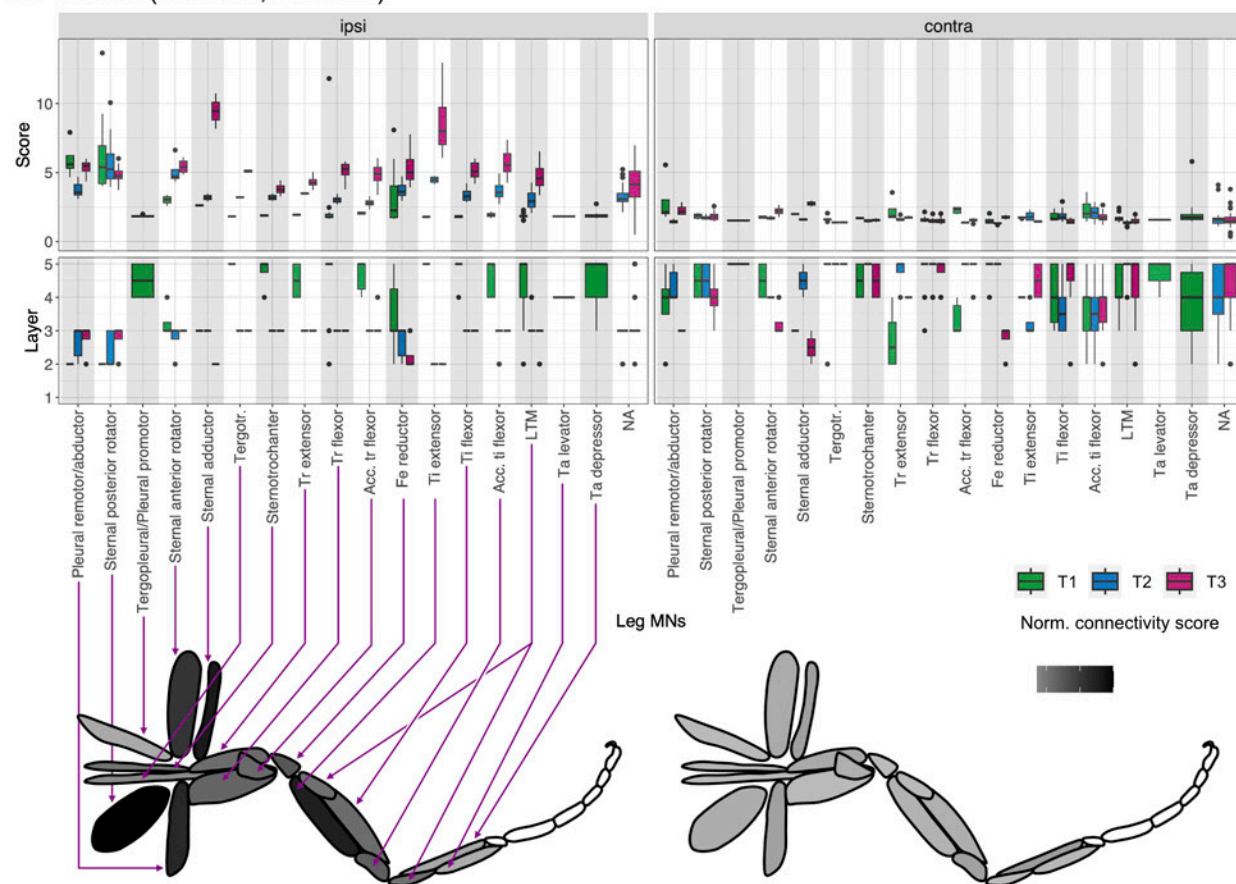 ipsi
contra
Score
10
5
0
Layer
5
4
3
2
1
Pleural remotor/abductor
Sternal posterior rotator
Tergopleural/Pleural promotor
Sternal anterior rotator
Sternal adductor
Tergotr.
Sternotrochanter
Tr extensor
Tr flexor
Acc. tr flexor
Fe reductor
Ti extensor
Ti flexor
Acc. ti flexor
LTM
Ta levator
Ta depressor
NA
Pleural remotor/abductor
Sternal posterior rotator
Tergopleural/Pleural promotor
Sternal anterior rotator
Sternal adductor
Tergotr.
Sternotrochanter
Tr extensor
Tr flexor
Acc. tr flexor
Fe reductor
Ti extensor
Ti flexor
Acc. ti flexor
LTM
Ta levator
Ta depressor
NA
T1 T2 T3
Leg MNs
Norm. connectivity score